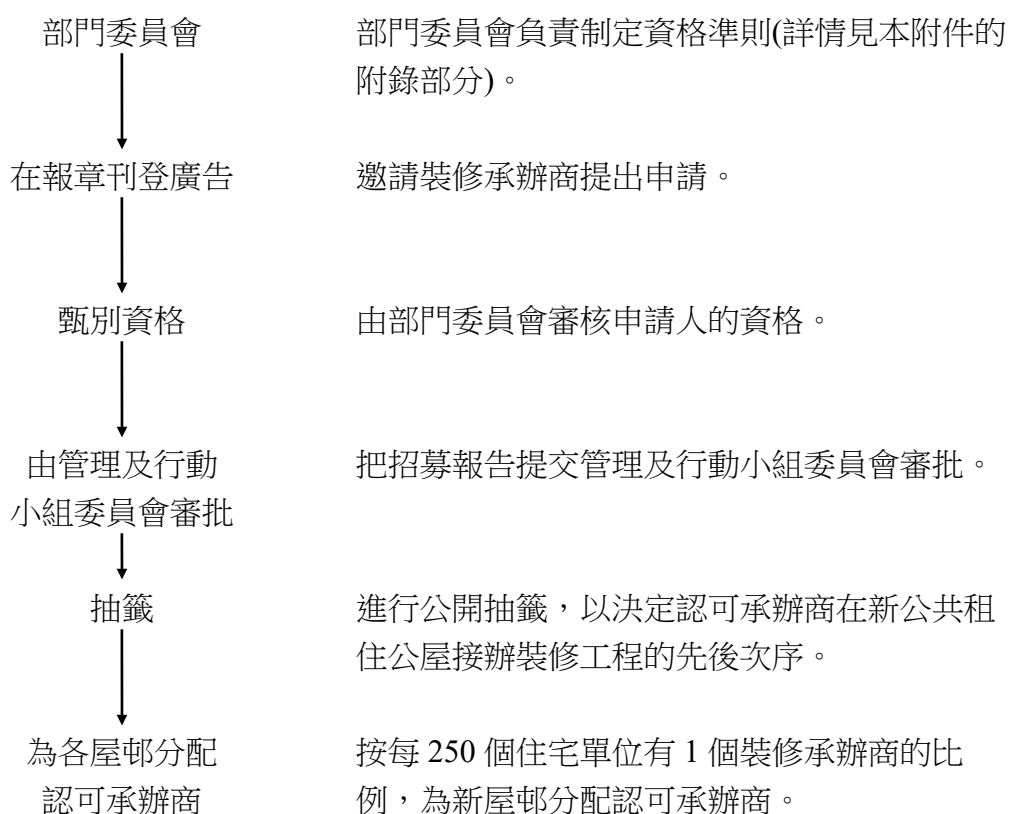 部門委員會
部門委員會負責制定資格準則(詳情見本附件的
附錄部分)。
在報章刊登廣告
邀請裝修承辦商提出申請。
甄別資格
由部門委員會審核申請人的資格。
由管理及行動
小組委員會審批
把招募報告提交管理及行動小組委員會審批。
抽籤
進行公開抽籤，以決定認可承辦商在新公共租
住公屋接辦裝修工程的先後次序。
為各屋邨分配
認可承辦商
按每 250 個住宅單位有 1 個裝修承辦商的比
例，為新屋邨分配認可承辦商。